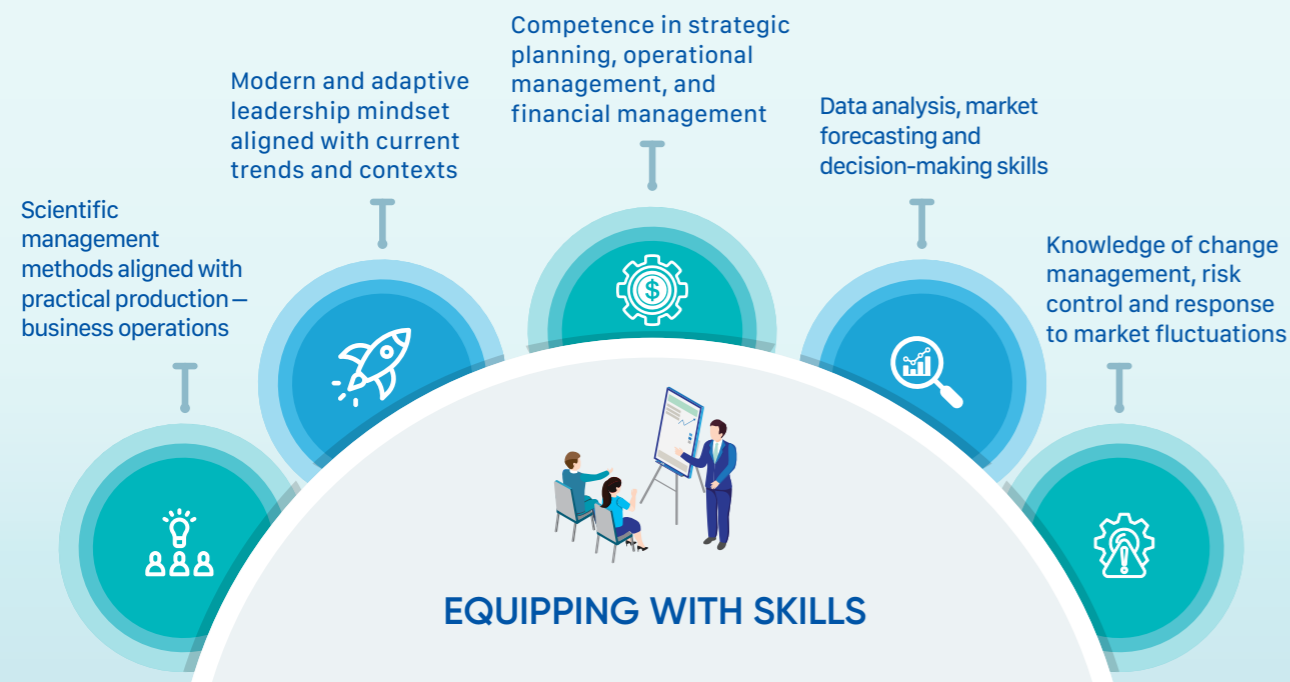 Scientific
management
methods aligned with
practical production –
business operations
Modern and adaptive
leadership mindset
aligned with current
trends and contexts
Competence in strategic
planning, operational
management, and
financial management
Data analysis, market
forecasting and
decision-making skills
Knowledge of change
management, risk
control and response
to market fluctuations
$
EQUIPPING WITH SKILLS